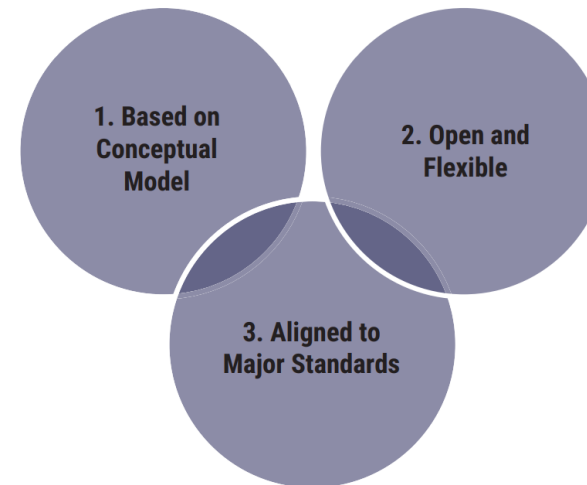 1. Based on
Conceptual
Model
2. Open and
Flexible
3. Aligned to
Major Standards